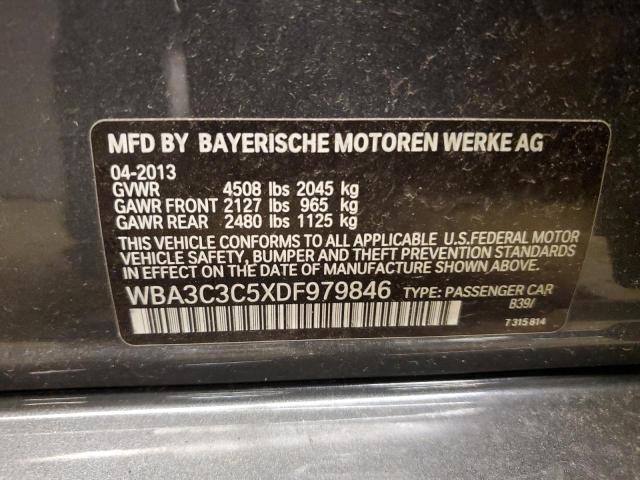 MFD BY BAYERISCHE MOTOREN WERKE AG
04-2013
GVWR 4508 lbs 2045 kg
GAWR FRONT 2127 lbs 965 kg
GAWR REAR 2480 lbs 1125 kg
THIS VEHICLE CONFORMS TO ALL APPLICABLE U.S.FEDERAL MOTOR
VEHICLE SAFETY, BUMPER AND THEFT PREVENTION STANDARDS
IN EFFECT ON THE DATE OF MANUFACTURE SHOWN ABOVE.
WBA3C3C5XDF979846 TYPE: PASSENGER CAR
B39/
7 315 814